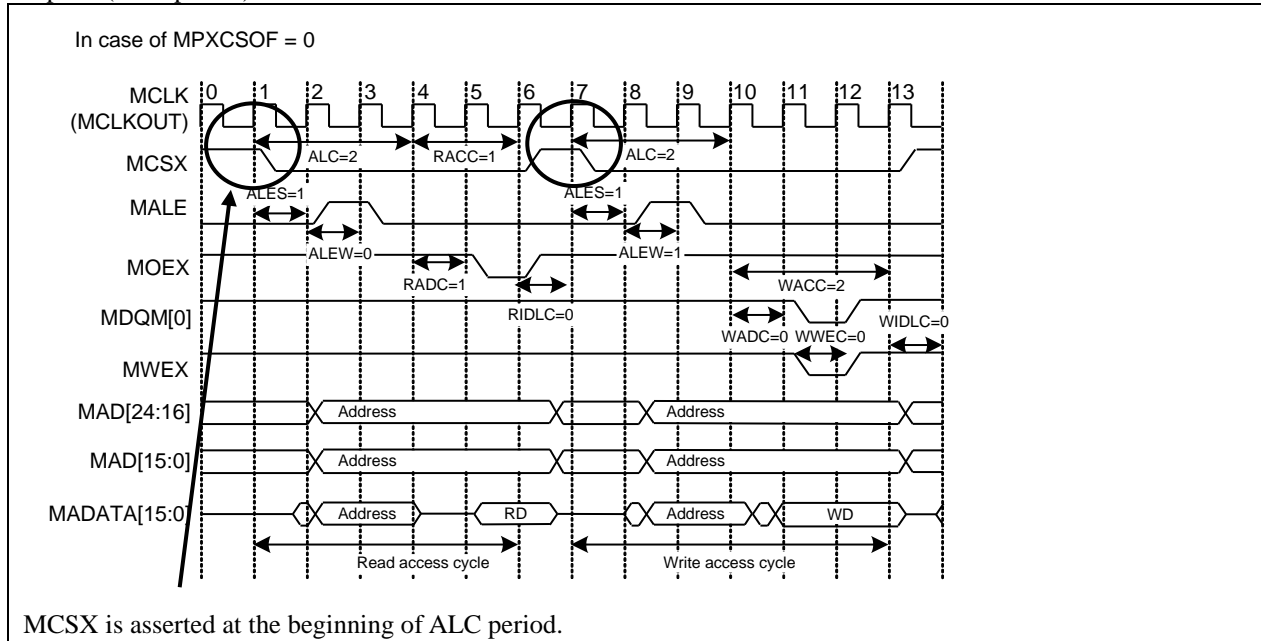 In case of MPXCSOF = 0
0 1 2 3 4 5 6 7 8 9 10 11 12 13
MCLK
(MCLKOUT)
ALC=2 RACC=1 ALC=2
MCSX
ALES=1 ALES=1
MALE
ALEW=0 ALEW=1
MOEX
RADC=1 WACC=2
RIDLC=0
MDQM[0]
WADC=0 WWEC=0 WIDLC=0
MWEX
MAD[24:16] Address Address
MAD[15:0] Address Address
MADATA[15:0] Address RD Address WD
Read access cycle Write access cycle
MCSX is asserted at the beginning of ALC period.